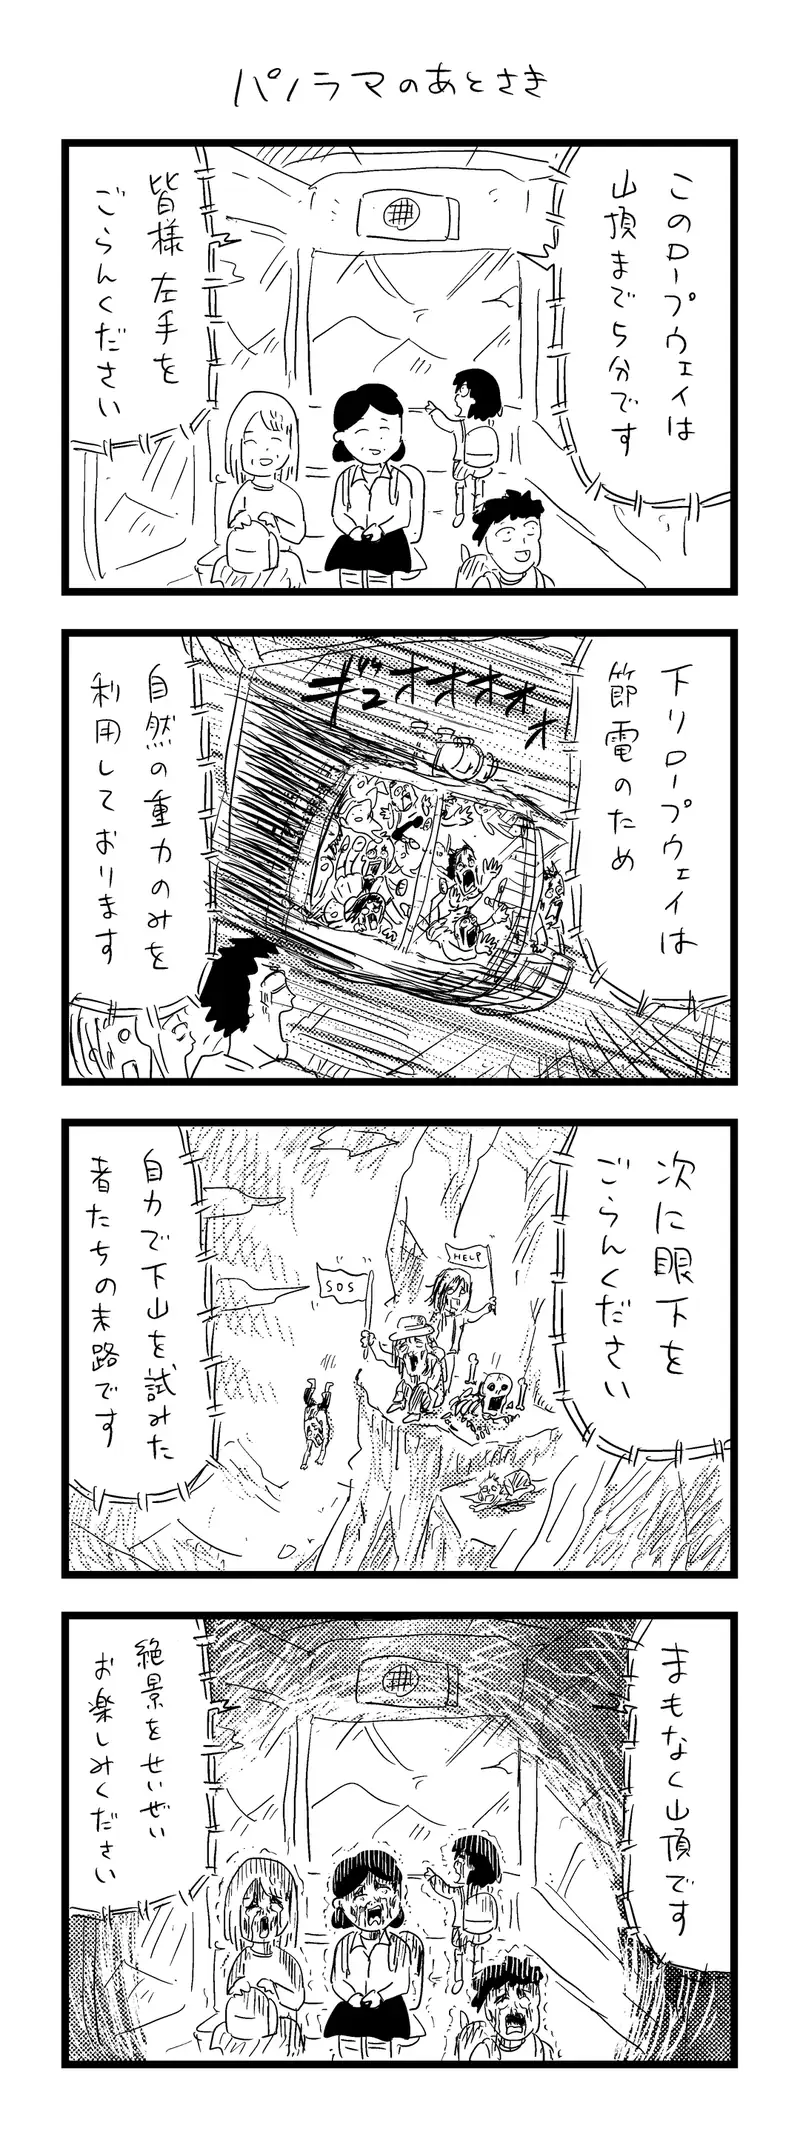 パノラマのあとさき
このロープウェイは
山頂まで5分です
皆様 左手を
ごらんください
下りロープウェイは
節電のため
ギュオオオオオオ
自然の重力のみを
利用しております
次に眼下を
ごらんください
HELP
SOS
自力で下山を試みた
者たちの末路です
まもなく山頂です
絶景をせいぜい
お楽しみください